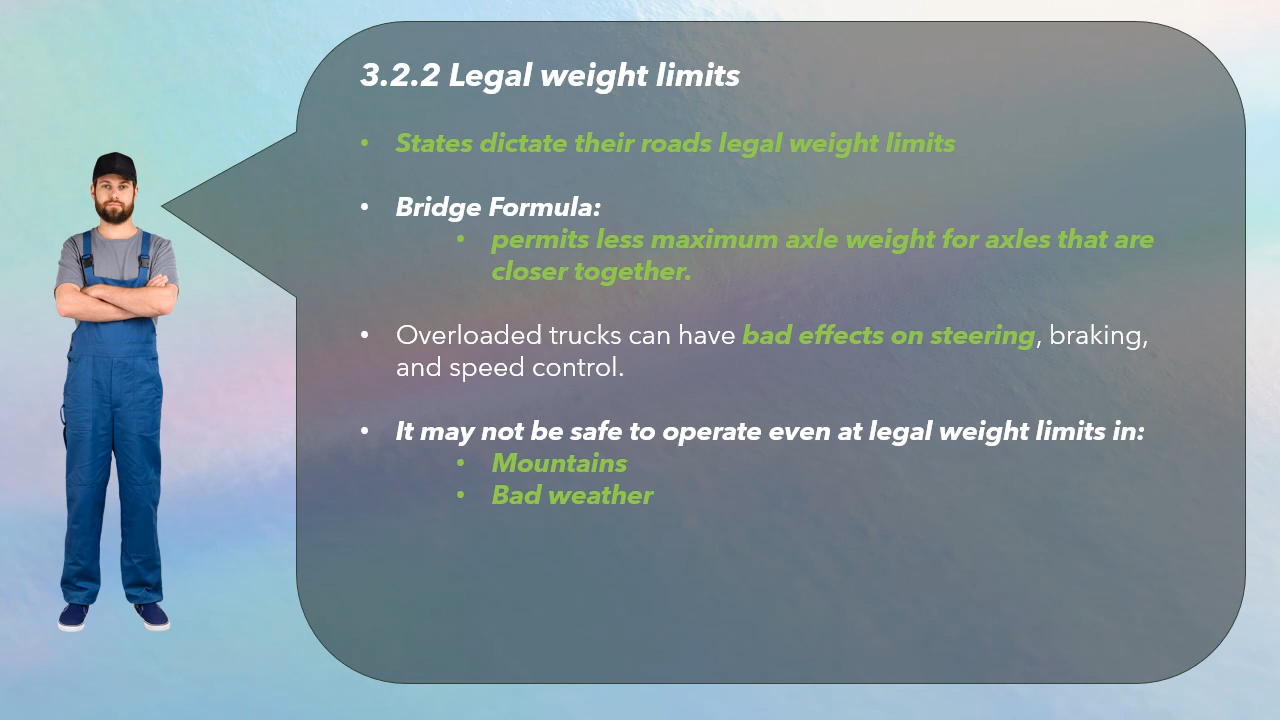 3.2.2 Legal weight limits
• States dictate their roads legal weight limits
• Bridge Formula:
• permits less maximum axle weight for axles that are
closer together.
• Overloaded trucks can have bad effects on steering, braking,
and speed control.
• It may not be safe to operate even at legal weight limits in:
• Mountains
• Bad weather